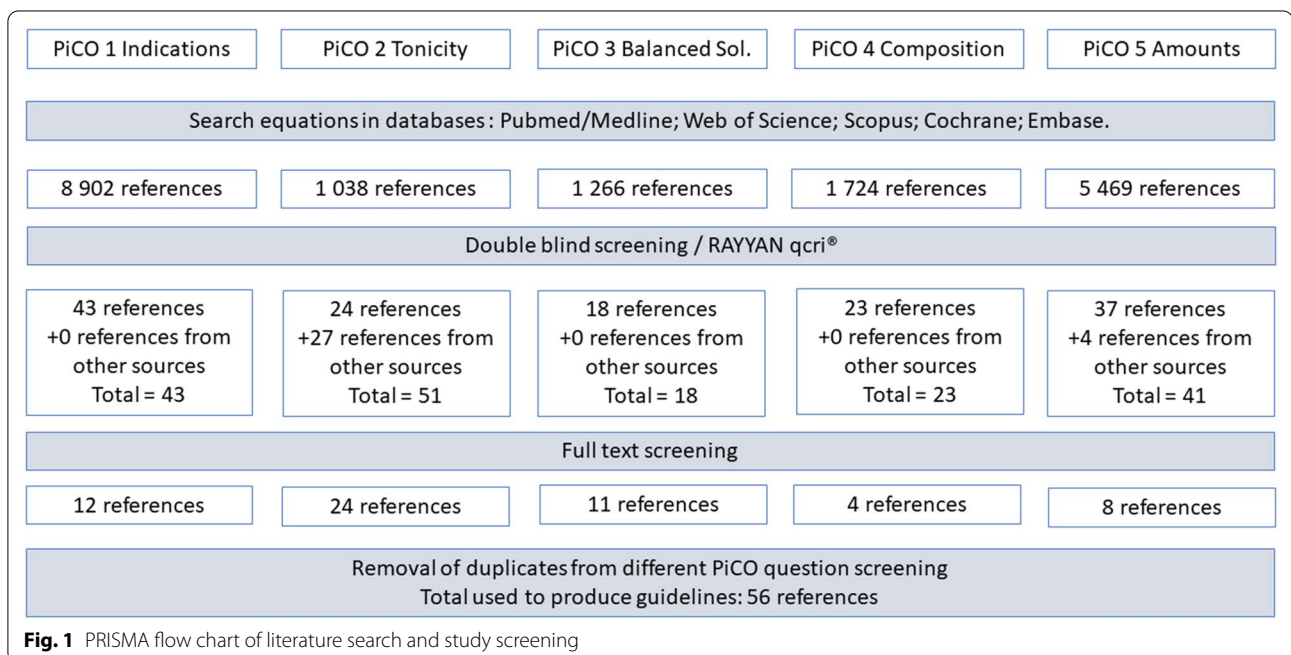 PiCO 1 Indications
PiCO 2 Tonicity
PiCO 3 Balanced Sol.
PiCO 4 Composition
PiCO 5 Amounts
Search equations in databases : Pubmed/Medline; Web of Science; Scopus; Cochrane; Embase.
8 902 references
1 038 references
1 266 references
1 724 references
5 469 references
Double blind screening / RAYYAN qcri®
43 references
+0 references from
other sources
Total = 43
24 references
+27 references from
other sources
Total = 51
18 references
+0 references from
other sources
Total = 18
23 references
+0 references from
other sources
Total = 23
37 references
+4 references from
other sources
Total = 41
Full text screening
12 references
24 references
11 references
4 references
8 references
Removal of duplicates from different PiCO question screening
Total used to produce guidelines: 56 references
Fig. 1 PRISMA flow chart of literature search and study screening